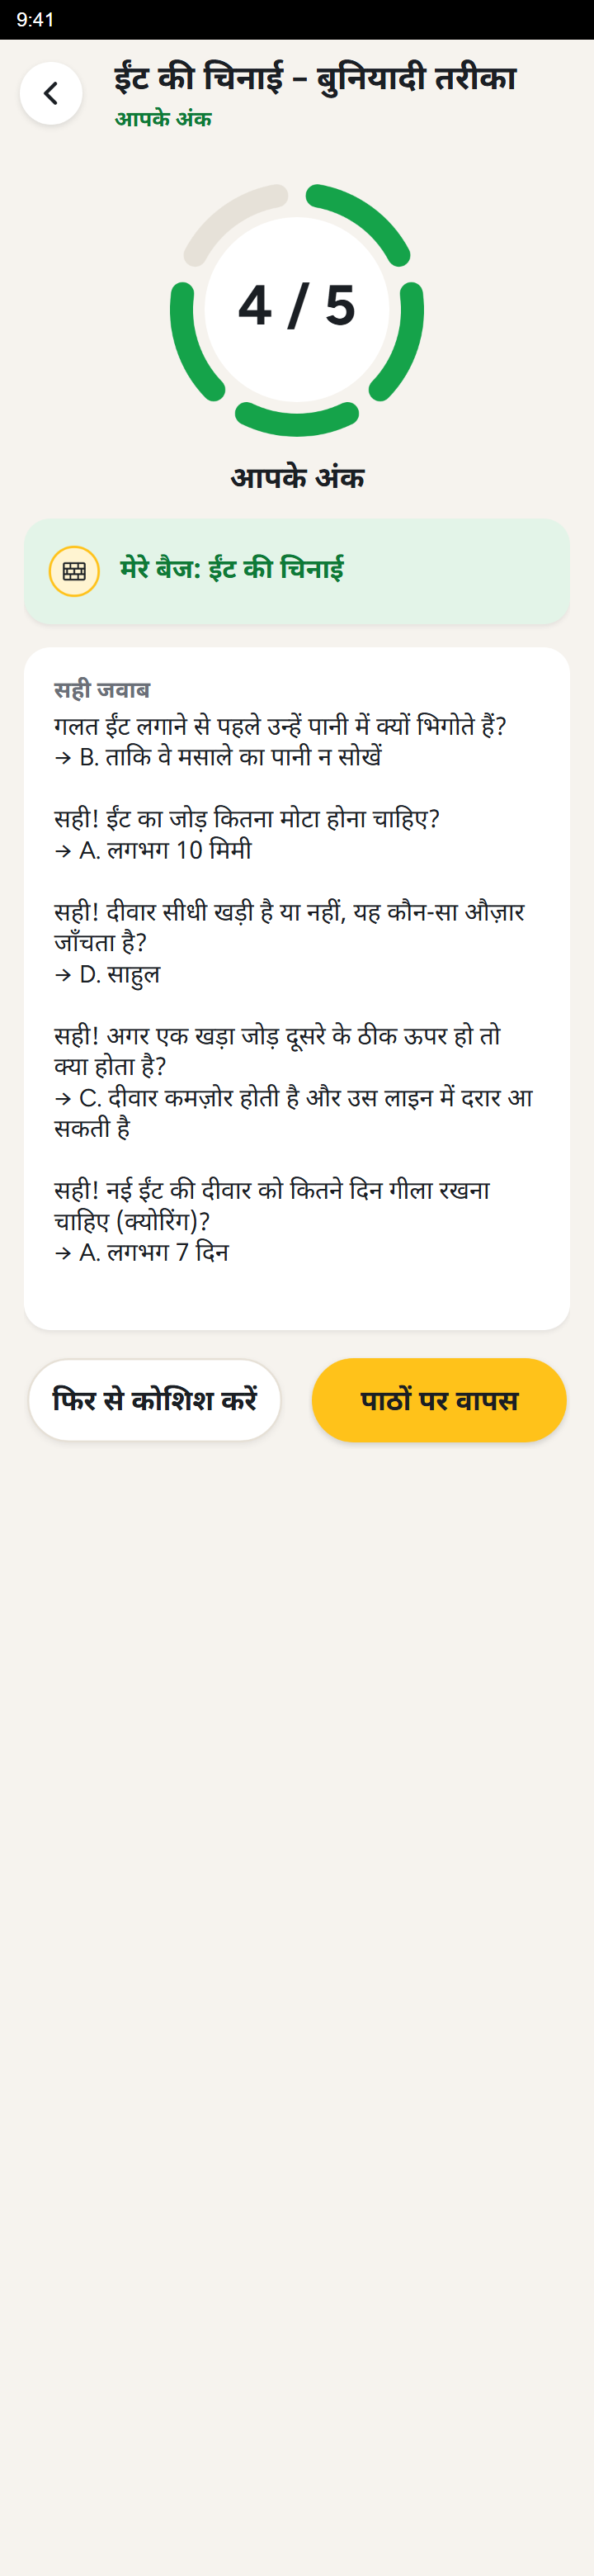 9:41
ईंट की चिनाई – बुनियादी तरीका
आपके अंक
4 / 5
आपके अंक
मेरे बैज: ईंट की चिनाई
सही जवाब
गलत ईंट लगाने से पहले उन्हें पानी में क्यों भिगोते हैं?
→ B. ताकि वे मसाले का पानी न सोखें
सही! ईंट का जोड़ कितना मोटा होना चाहिए?
→ A. लगभग 10 मिमी
सही! दीवार सीधी खड़ी है या नहीं, यह कौन-सा औज़ार
जाँचता है?
→ D. साहुल
सही! अगर एक खड़ा जोड़ दूसरे के ठीक ऊपर हो तो
क्या होता है?
→ C. दीवार कमज़ोर होती है और उस लाइन में दरार आ
सकती है
सही! नई ईंट की दीवार को कितने दिन गीला रखना
चाहिए (क्योरिंग)?
→ A. लगभग 7 दिन
फिर से कोशिश करें
पाठों पर वापस